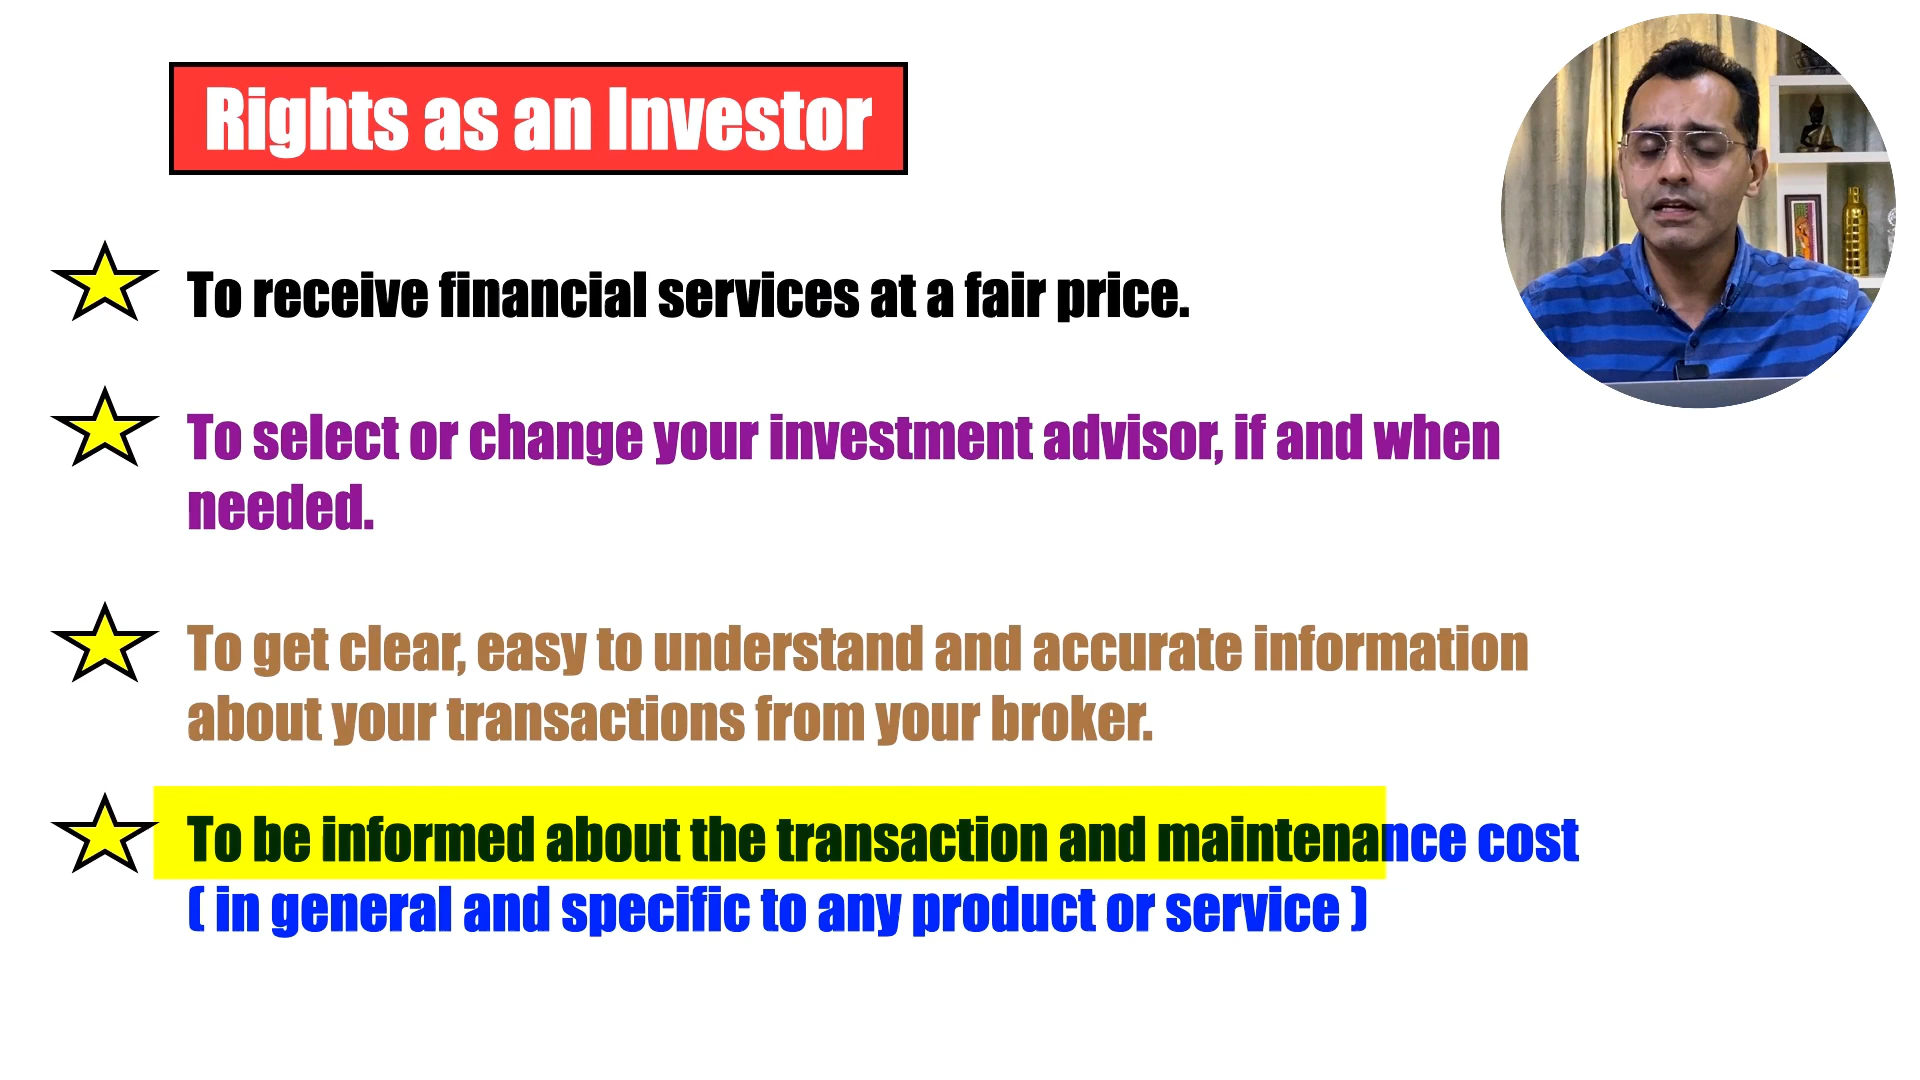 Rights as an Investor
To receive financial services at a fair price.
To select or change your investment advisor, if and when
needed.
To get clear, easy to understand and accurate information
about your transactions from your broker.
To be informed about the transaction and maintenance cost
( in general and specific to any product or service )